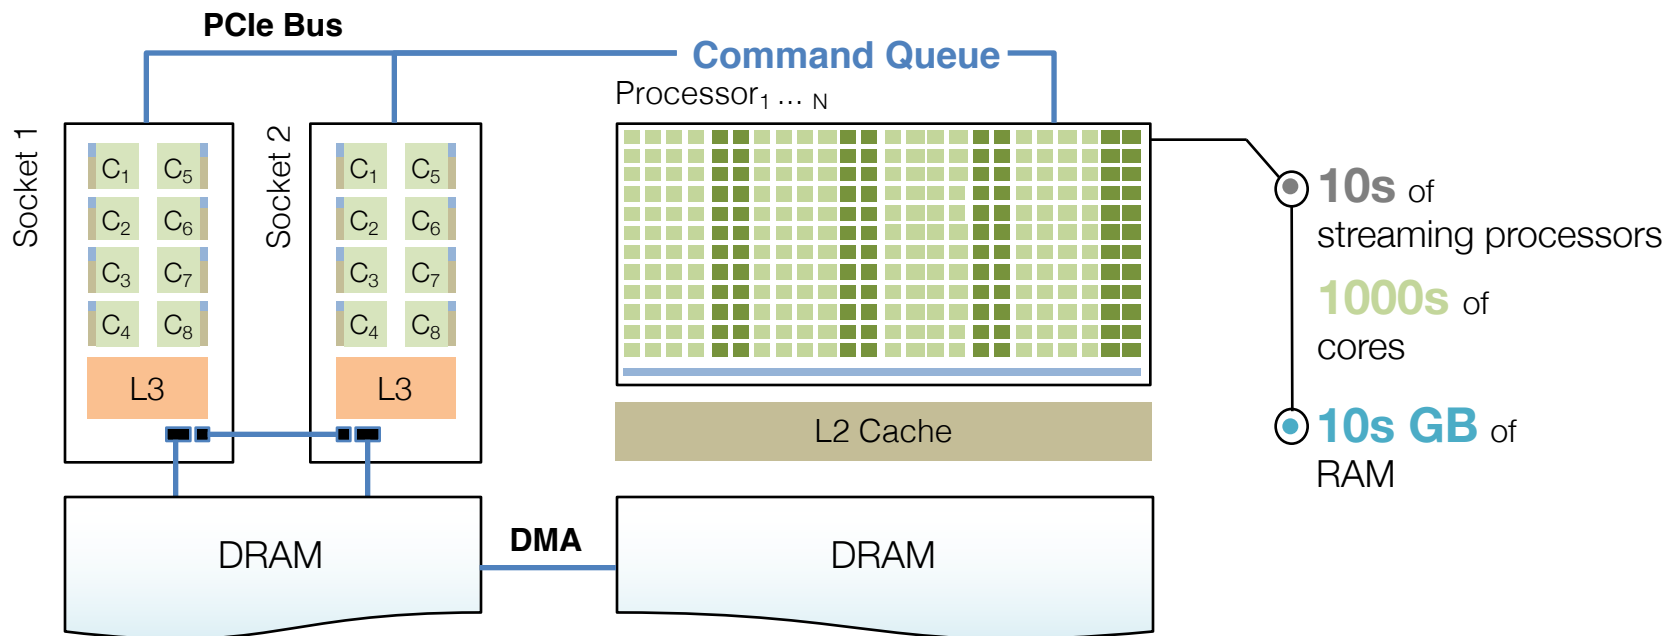 PCIe Bus
Command Queue
Processor1 ... N
Socket 1
C1 C5
C2 C6
C3 C7
C4 C8
L3
Socket 2
C1 C5
C2 C6
C3 C7
C4 C8
L3
L2 Cache
DRAM
DMA
DRAM
10s of
streaming processors
1000s of
cores
10s GB of
RAM